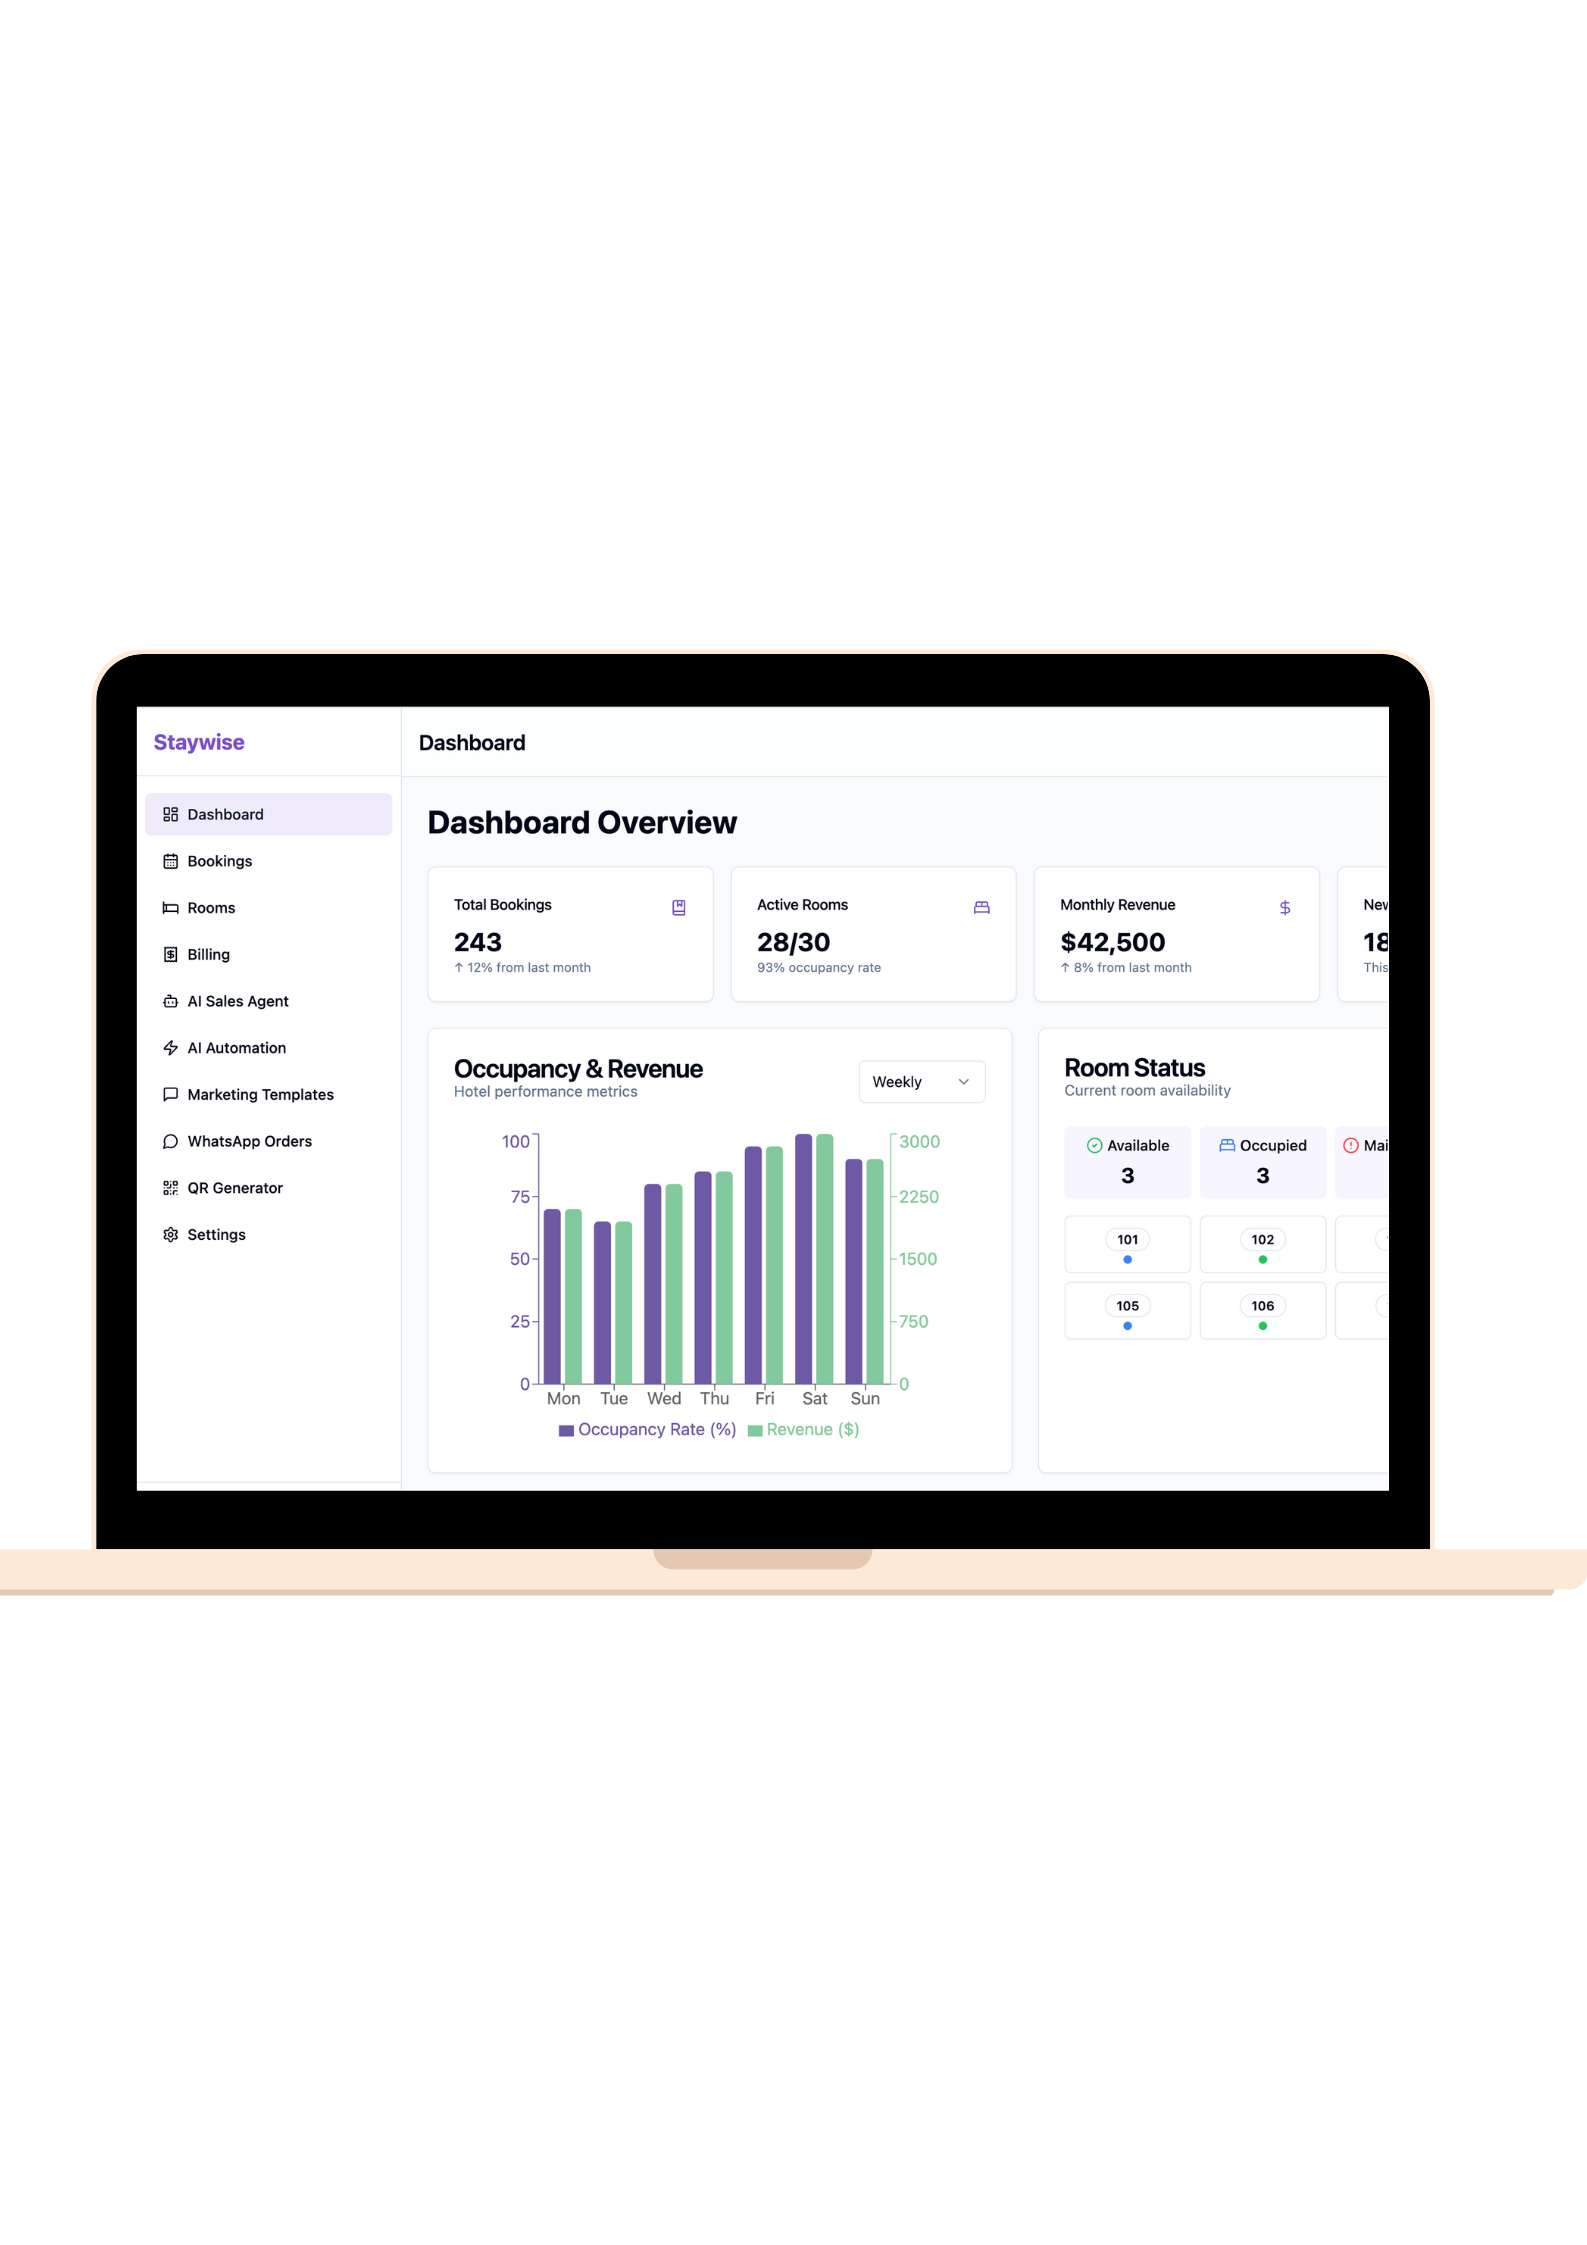 Staywise
Dashboard
Dashboard
Bookings
Rooms
Billing
AI Sales Agent
AI Automation
Marketing Templates
WhatsApp Orders
QR Generator
Settings
Dashboard Overview
Total Bookings
243
↑ 12% from last month
Active Rooms
28/30
93% occupancy rate
Monthly Revenue
$42,500
↑ 8% from last month
18
This
Occupancy & Revenue
Hotel performance metrics
Weekly
100
75
50
25
0
3000
2250
1500
750
0
Mon Tue Wed Thu Fri Sat Sun
Occupancy Rate (%) Revenue ($)
Room Status
Current room availability
Available
3
Occupied
3
Mai
101
102
105
106